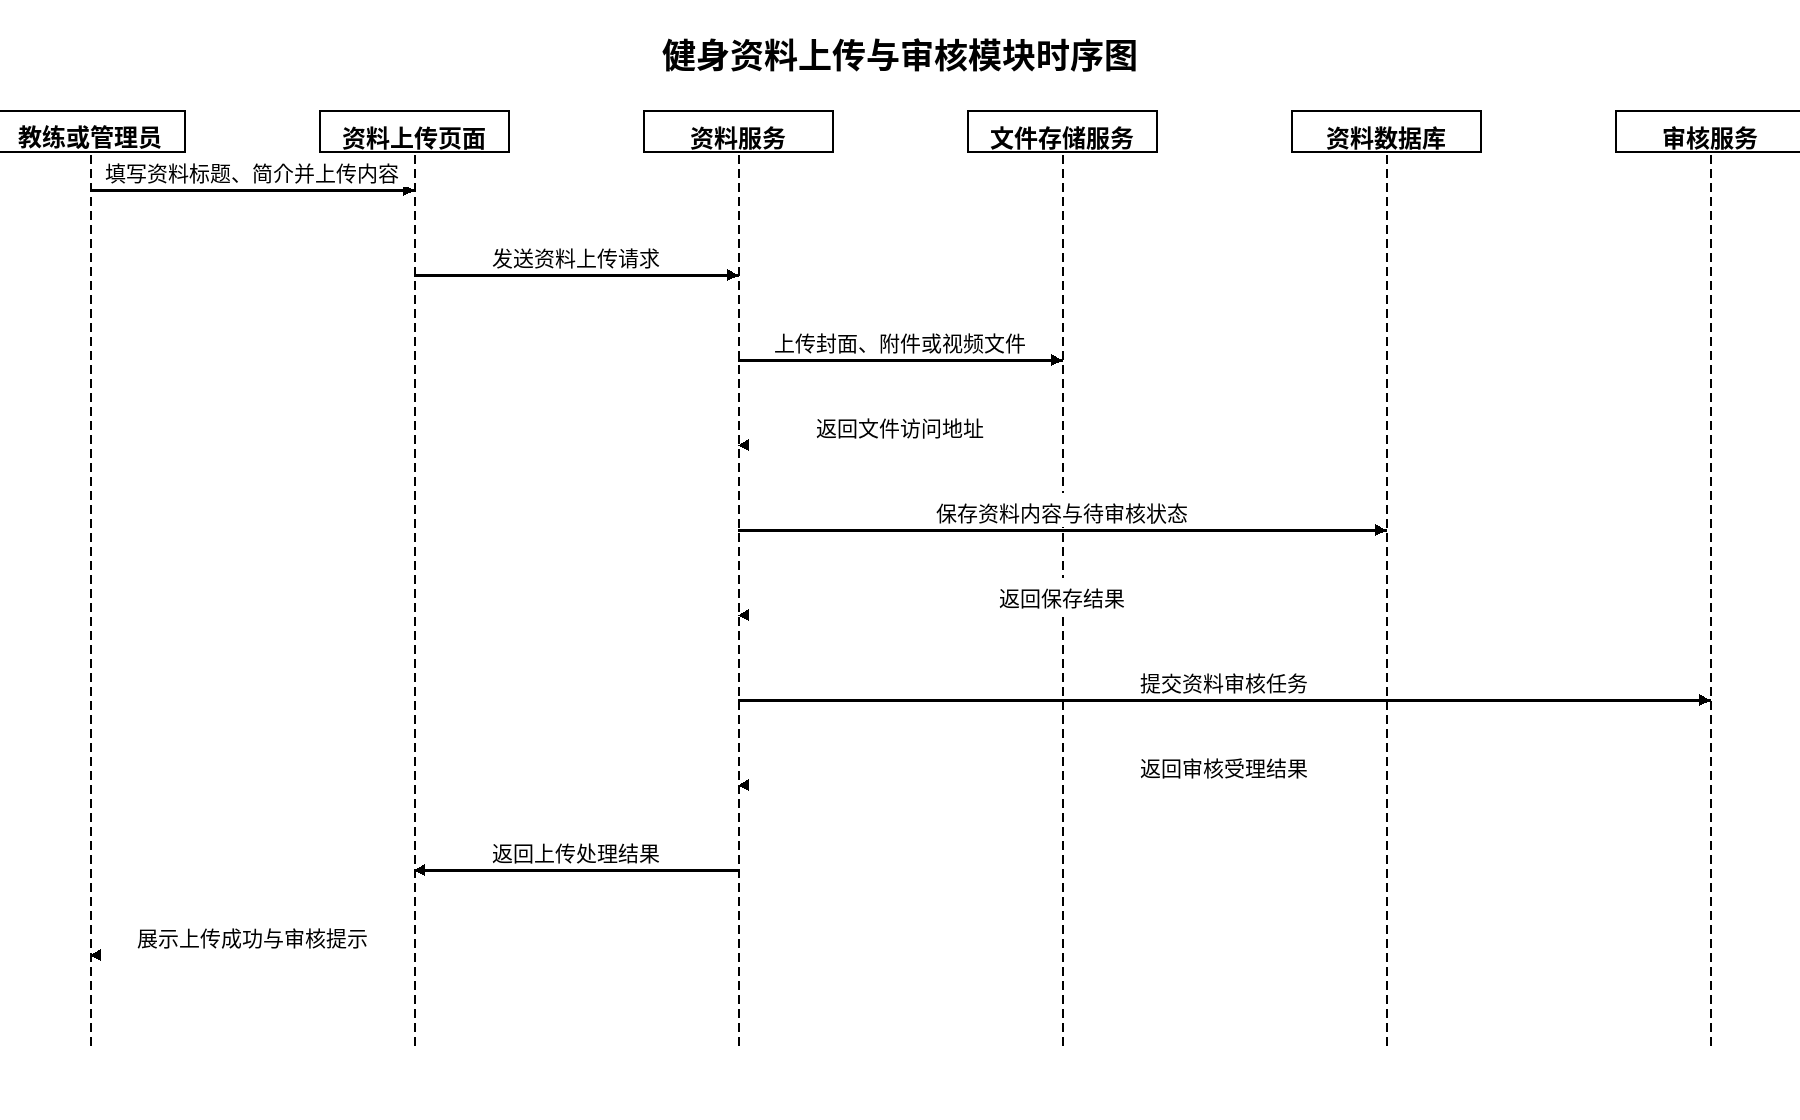 健身资料上传与审核模块时序图
教练或管理员
资料上传页面
资料服务
文件存储服务
资料数据库
审核服务
填写资料标题、简介并上传内容
发送资料上传请求
上传封面、附件或视频文件
返回文件访问地址
保存资料内容与待审核状态
返回保存结果
提交资料审核任务
返回审核受理结果
返回上传处理结果
展示上传成功与审核提示